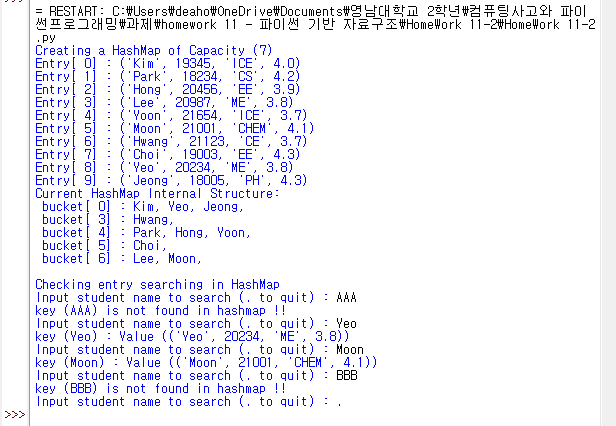 = RESTART: C:\Users\deaho\OneDrive\Documents\영남대학교 2학년\컴퓨팅사고와 파이
썬프로그래밍\과제\homework 11 - 파이썬 기반 자료구조\HomeWork 11-2\HomeWork 11-2
.py
Creating a HashMap of Capacity (7)
Entry[ 0] : ('Kim', 19345, 'ICE', 4.0)
Entry[ 1] : ('Park', 18234, 'CS', 4.2)
Entry[ 2] : ('Hong', 20456, 'EE', 3.9)
Entry[ 3] : ('Lee', 20987, 'ME', 3.8)
Entry[ 4] : ('Yoon', 21654, 'ICE', 3.7)
Entry[ 5] : ('Moon', 21001, 'CHEM', 4.1)
Entry[ 6] : ('Hwang', 21123, 'CE', 3.7)
Entry[ 7] : ('Choi', 19003, 'EE', 4.3)
Entry[ 8] : ('Yeo', 20234, 'ME', 3.8)
Entry[ 9] : ('Jeong', 18005, 'PH', 4.3)
Current HashMap Internal Structure:
 bucket[ 0] : Kim, Yeo, Jeong,
 bucket[ 3] : Hwang,
 bucket[ 4] : Park, Hong, Yoon,
 bucket[ 5] : Choi,
 bucket[ 6] : Lee, Moon,
Checking entry searching in HashMap
Input student name to search (. to quit) : AAA
key (AAA) is not found in hashmap !!
Input student name to search (. to quit) : Yeo
key (Yeo) : Value (('Yeo', 20234, 'ME', 3.8))
Input student name to search (. to quit) : Moon
key (Moon) : Value (('Moon', 21001, 'CHEM', 4.1))
Input student name to search (. to quit) : BBB
key (BBB) is not found in hashmap !!
Input student name to search (. to quit) : .
>>>